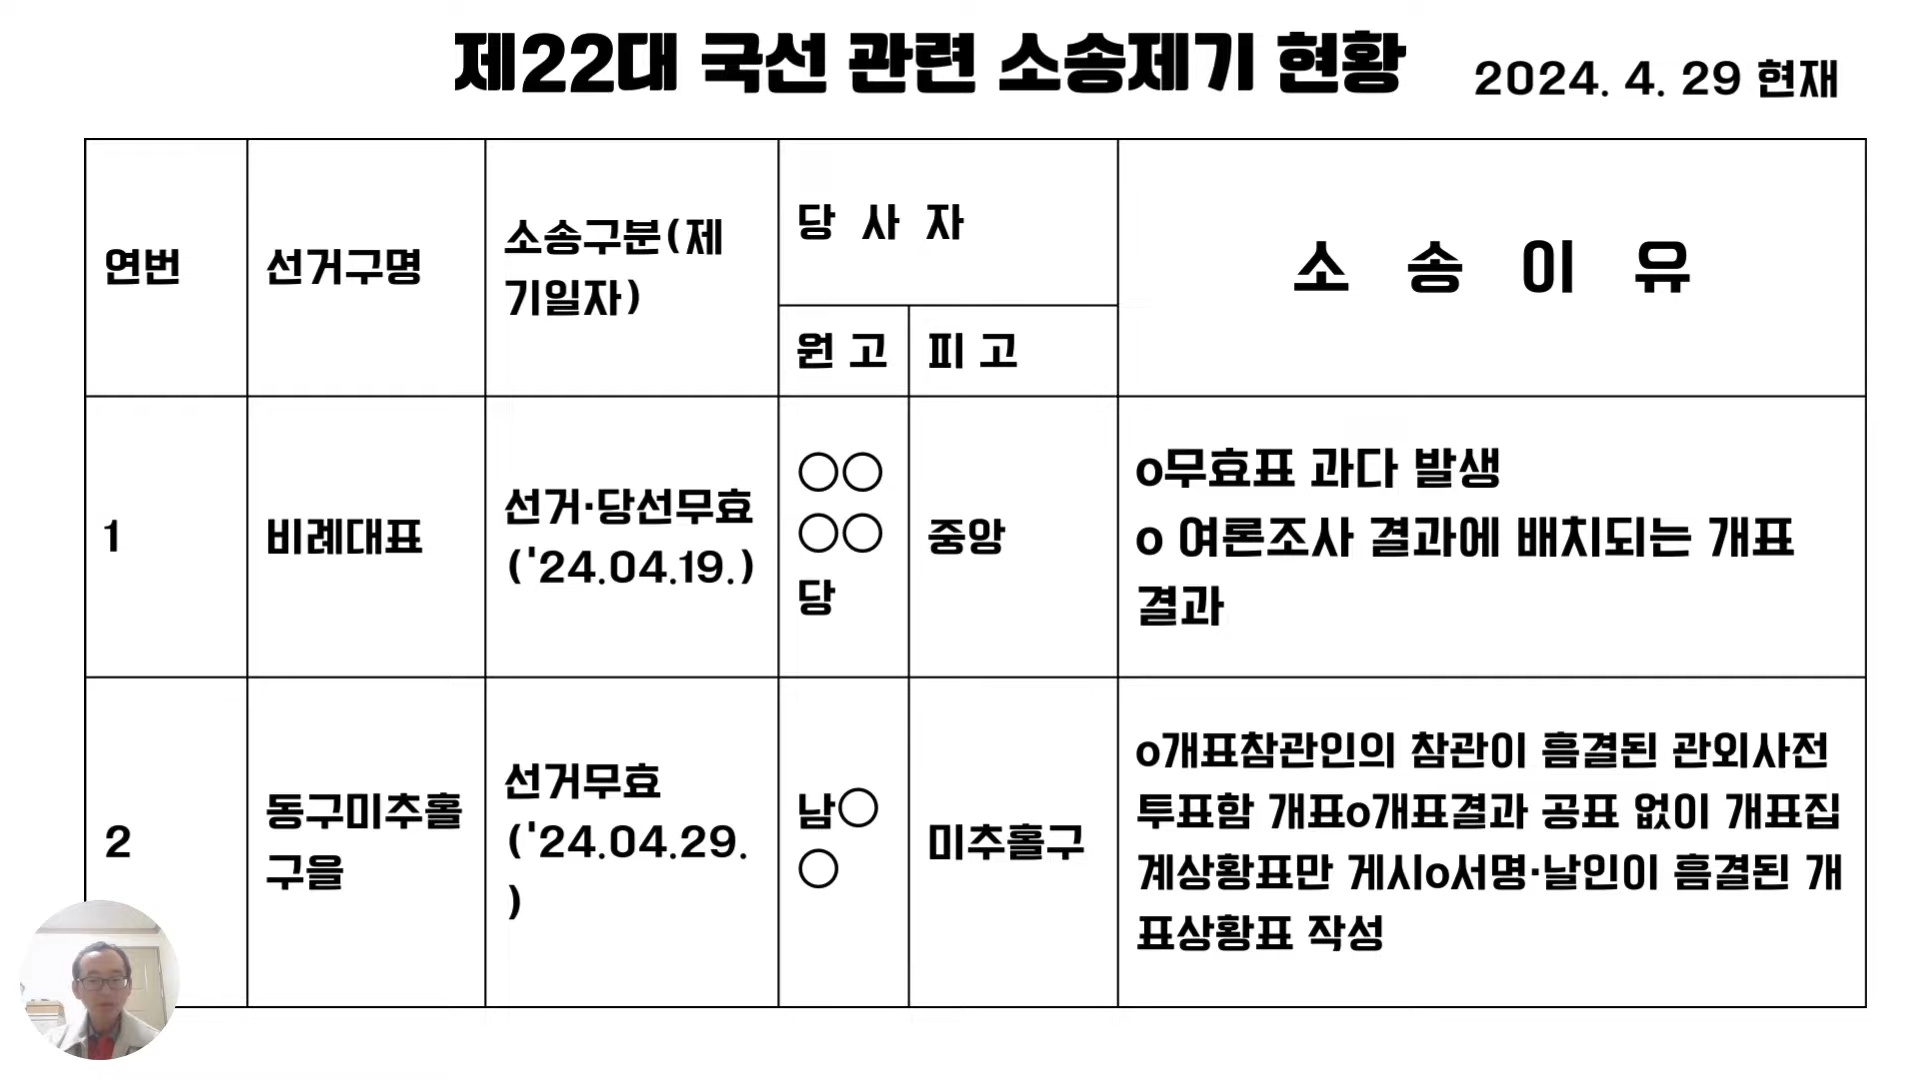 제22대 국선 관련 소송제기 현황
2024. 4. 29 현재
연번
선거구명
소송구분(제
기일자)
당 사 자
원 고
피 고
소 송 이 유
1
비례대표
선거·당선무효
('24.04.19.)
○○
○○
당
중앙
o무효표 과다 발생
o 여론조사 결과에 배치되는 개표
결과
2
동구미추홀
구을
선거무효
('24.04.29.
)
남○
○
미추홀구
o개표참관인의 참관이 흠결된 관외사전
투표함 개표o개표결과 공표 없이 개표집
계상황표만 게시o서명·날인이 흠결된 개
표상황표 작성